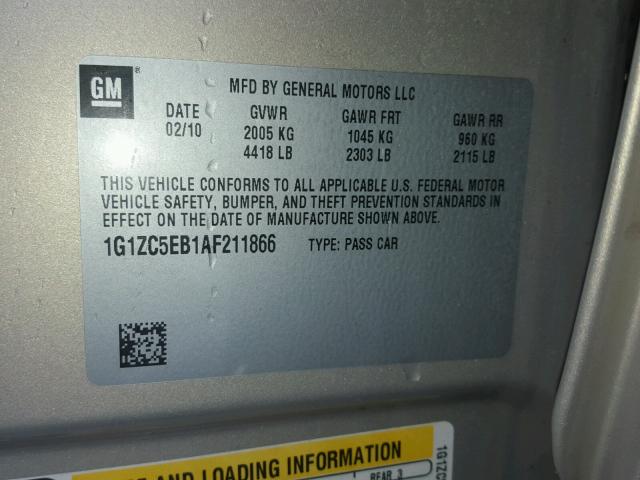 GM
®
MFD BY GENERAL MOTORS LLC
DATE GVWR GAWR FRT GAWR RR
02/10 2005 KG 1045 KG 960 KG
4418 LB 2303 LB 2115 LB
THIS VEHICLE CONFORMS TO ALL APPLICABLE U.S. FEDERAL MOTOR
VEHICLE SAFETY, BUMPER, AND THEFT PREVENTION STANDARDS IN
EFFECT ON THE DATE OF MANUFACTURE SHOWN ABOVE.
1G1ZC5EB1AF211866 TYPE: PASS CAR
AND LOADING INFORMATION
REAR 3
1G1ZC